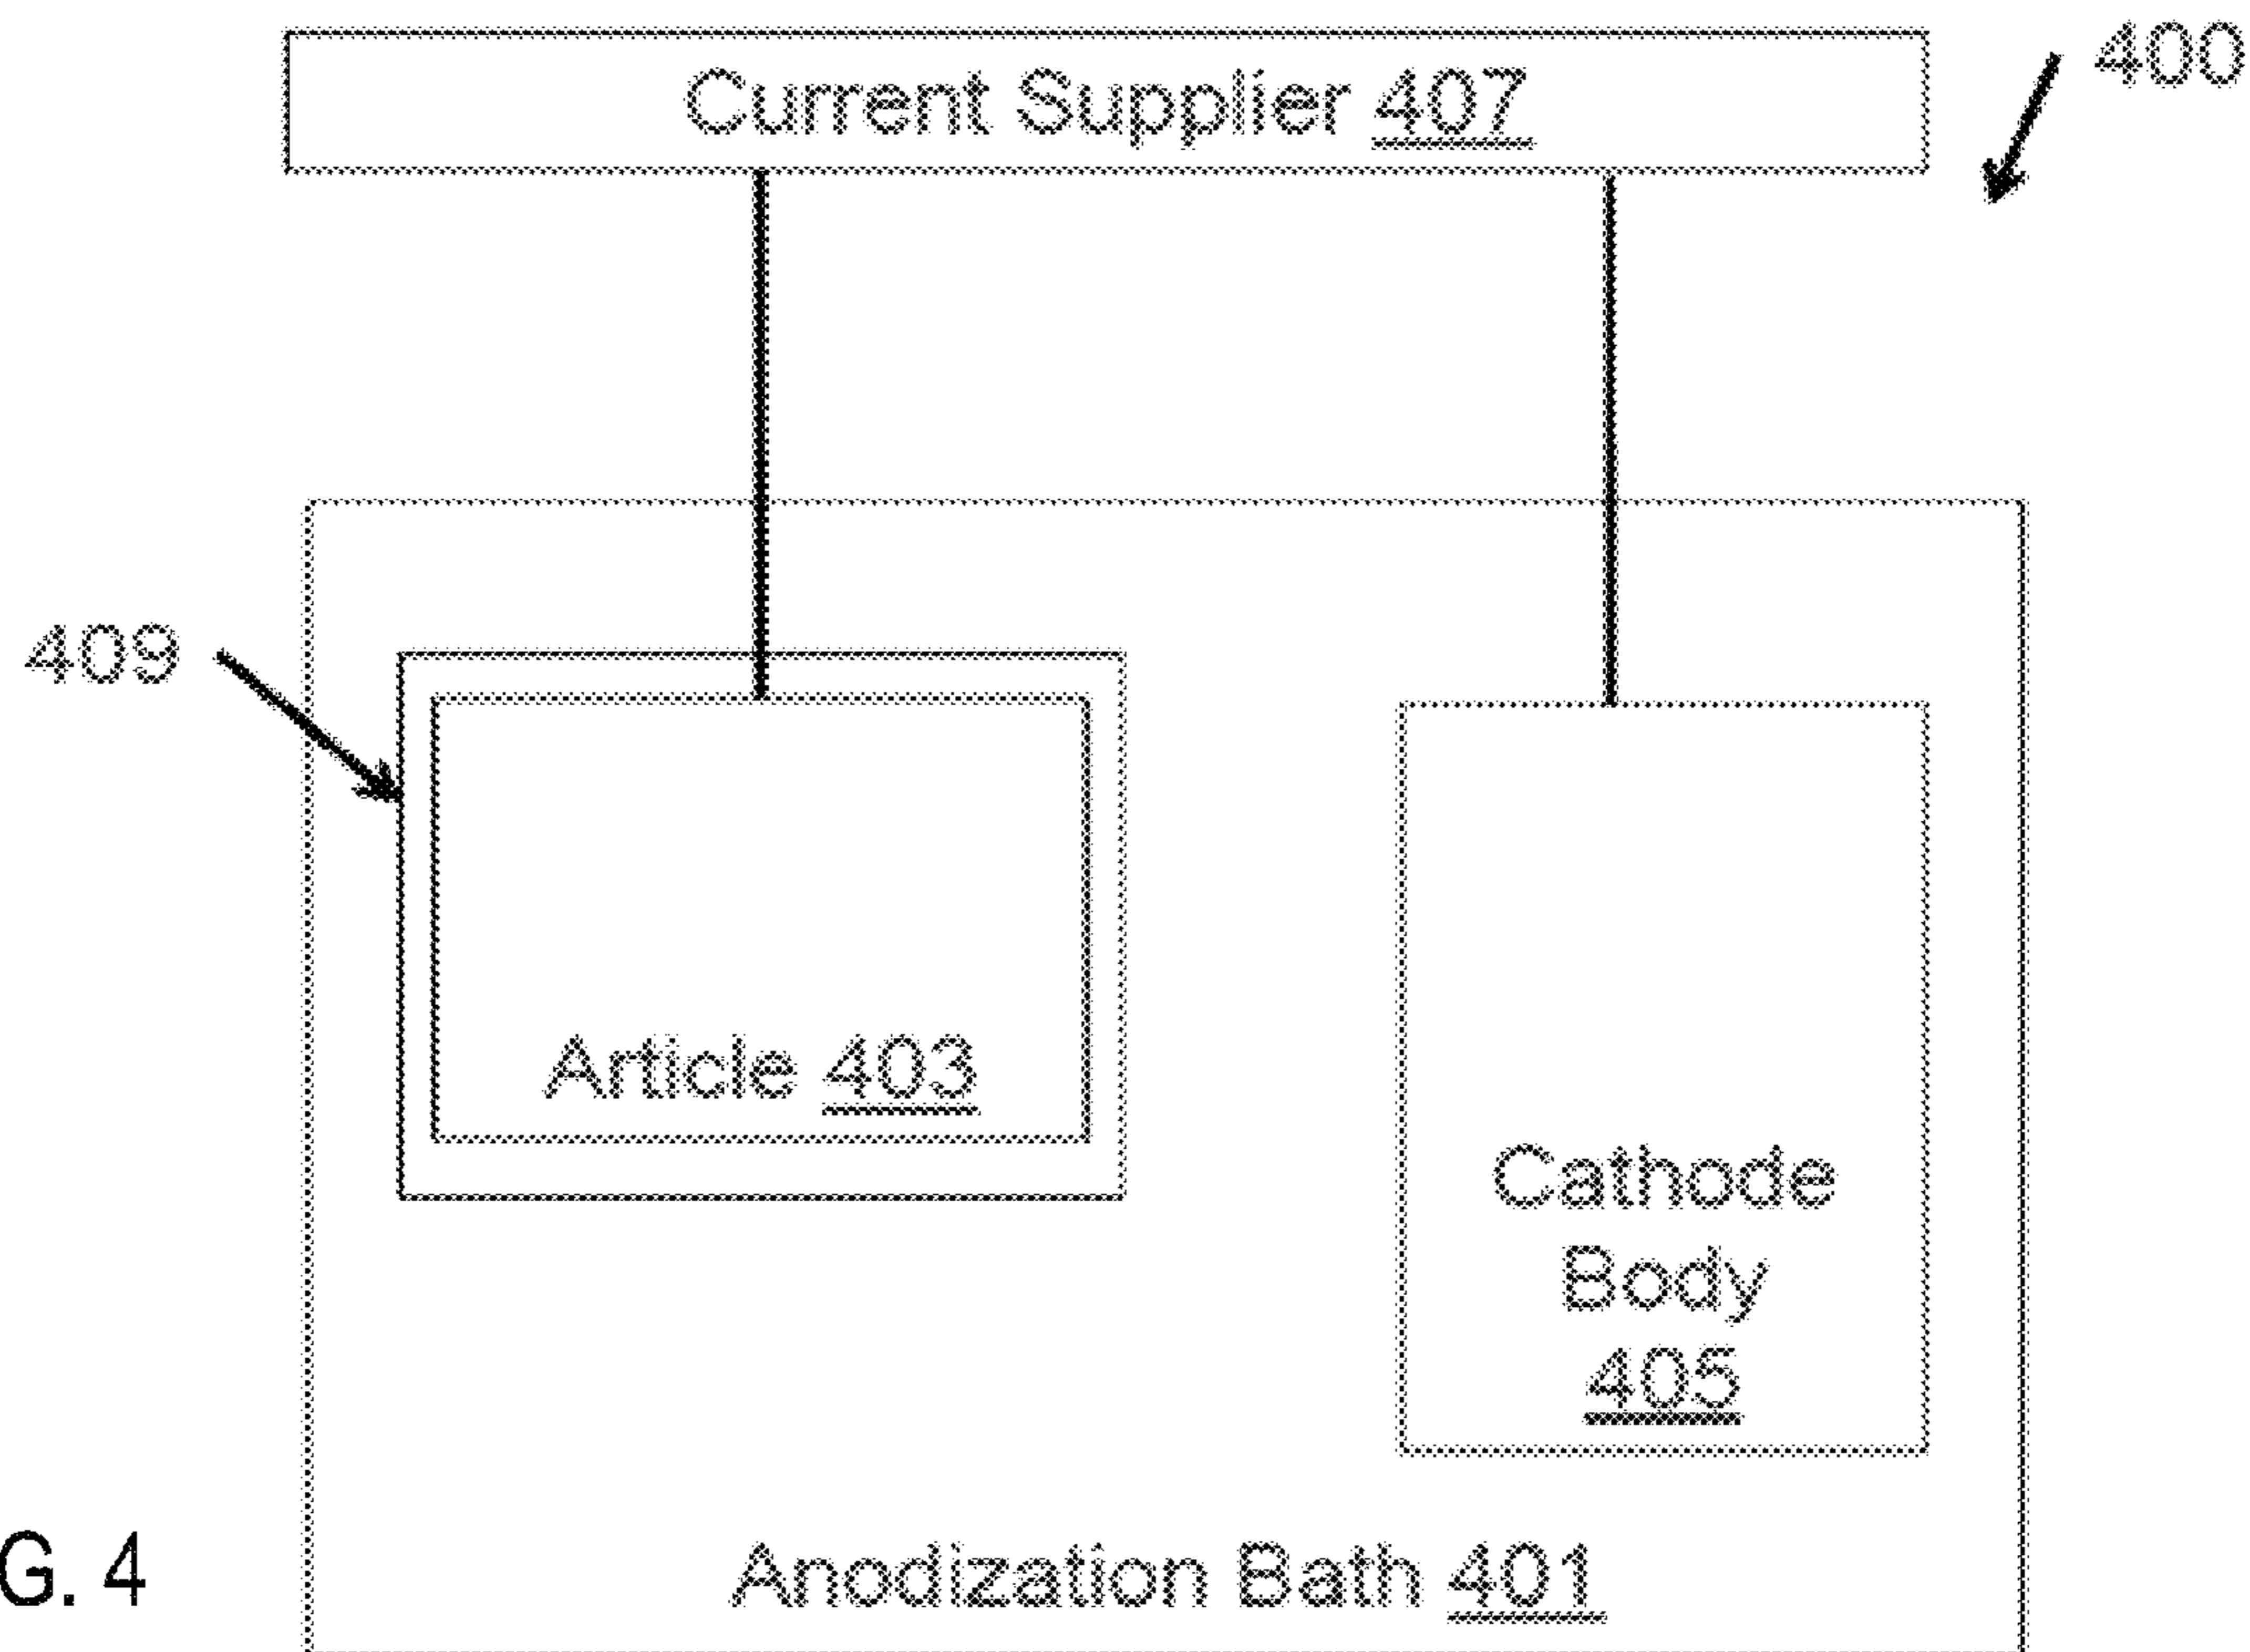 Current Supplier 407
400
409
Article 403
Cathode
Body
405
Anodization Bath 401
G. 4